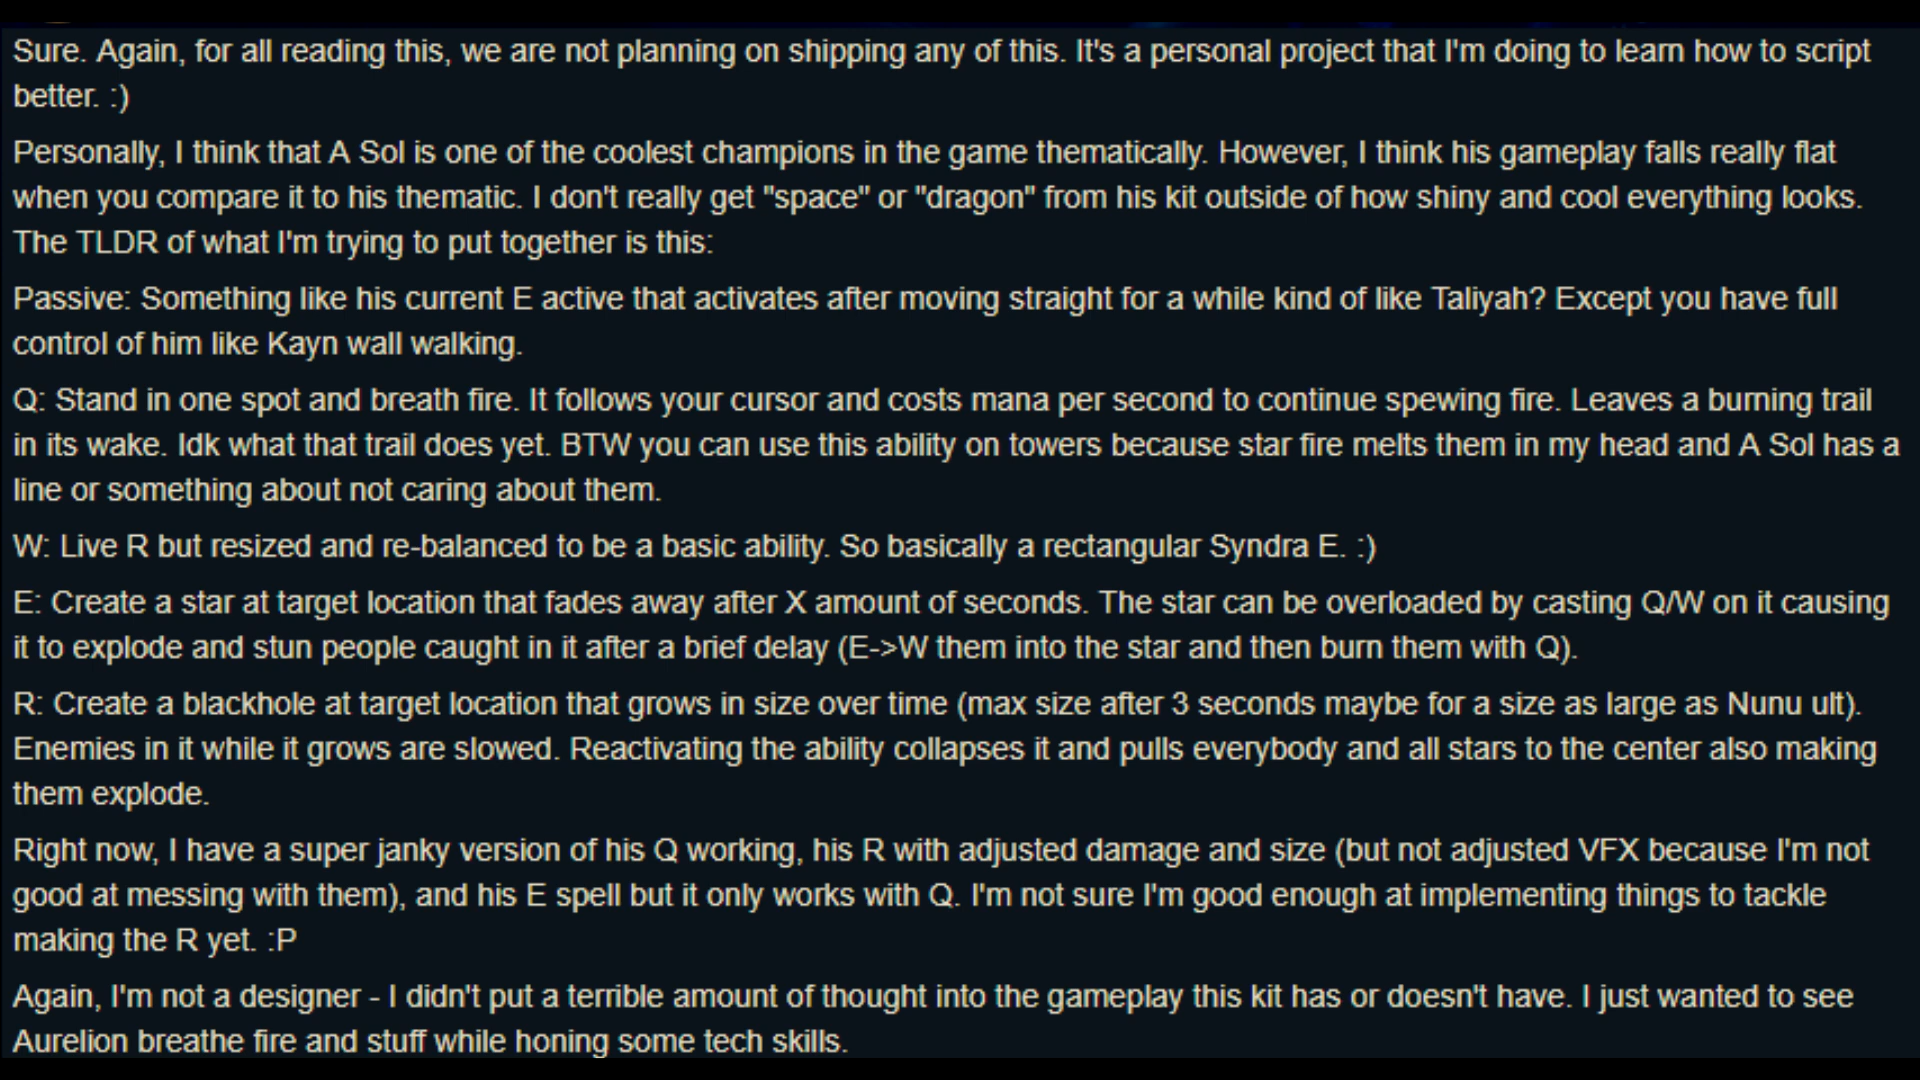 Sure. Again, for all reading this, we are not planning on shipping any of this. It's a personal project that I'm doing to learn how to script
better. :)
Personally, I think that A Sol is one of the coolest champions in the game thematically. However, I think his gameplay falls really flat
when you compare it to his thematic. I don't really get "space" or "dragon" from his kit outside of how shiny and cool everything looks.
The TLDR of what I'm trying to put together is this:
Passive: Something like his current E active that activates after moving straight for a while kind of like Taliyah? Except you have full
control of him like Kayn wall walking.
Q: Stand in one spot and breath fire. It follows your cursor and costs mana per second to continue spewing fire. Leaves a burning trail
in its wake. Idk what that trail does yet. BTW you can use this ability on towers because star fire melts them in my head and A Sol has a
line or something about not caring about them.
W: Live R but resized and re-balanced to be a basic ability. So basically a rectangular Syndra E. :)
E: Create a star at target location that fades away after X amount of seconds. The star can be overloaded by casting Q/W on it causing
it to explode and stun people caught in it after a brief delay (E->W them into the star and then burn them with Q).
R: Create a blackhole at target location that grows in size over time (max size after 3 seconds maybe for a size as large as Nunu ult).
Enemies in it while it grows are slowed. Reactivating the ability collapses it and pulls everybody and all stars to the center also making
them explode.
Right now, I have a super janky version of his Q working, his R with adjusted damage and size (but not adjusted VFX because I'm not
good at messing with them), and his E spell but it only works with Q. I'm not sure I'm good enough at implementing things to tackle
making the R yet. :P
Again, I'm not a designer - I didn't put a terrible amount of thought into the gameplay this kit has or doesn't have. I just wanted to see
Aurelion breathe fire and stuff while honing some tech skills.